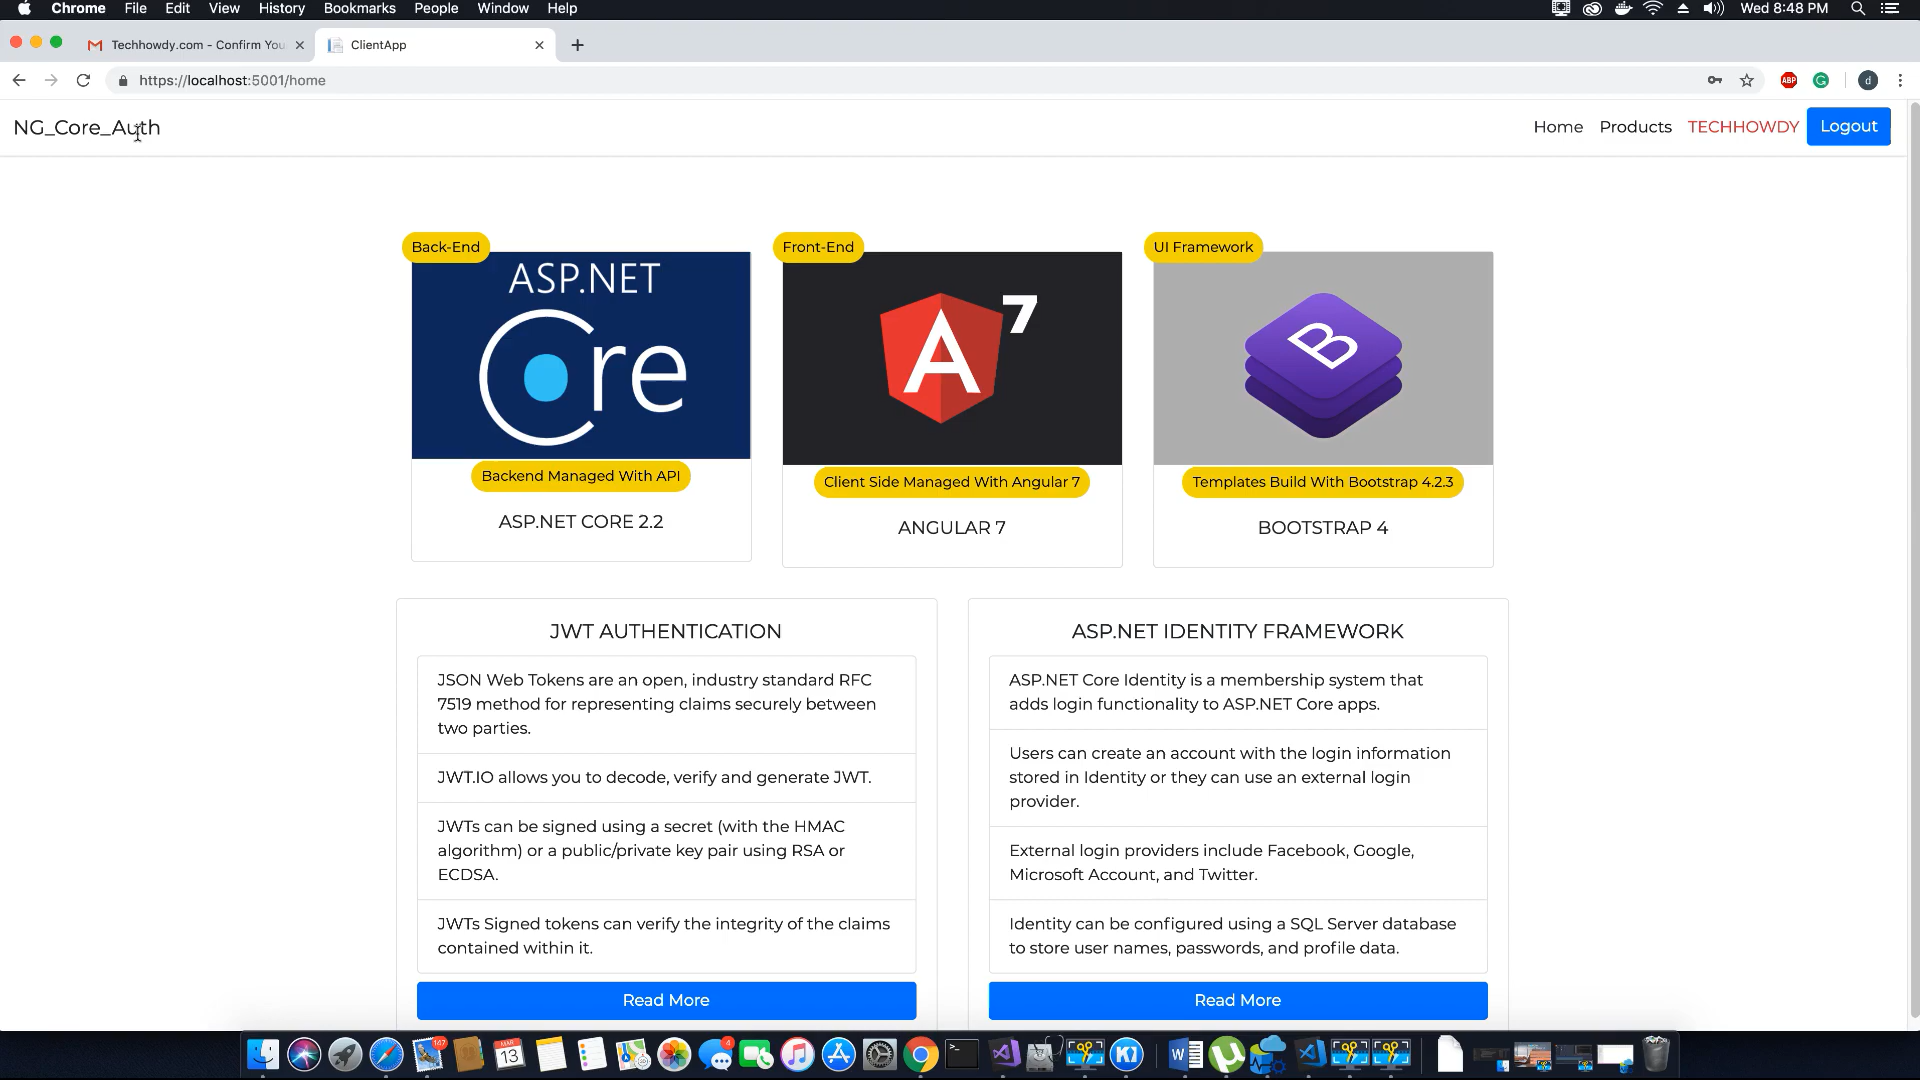 Chrome File Edit View History Bookmarks People Window Help Wed 8:48 PM
Techhowdy.com - Confirm You ClientApp
https://localhost:5001/home ABP d
NG_Core_Auth Home Products TECHHOWDY Logout
Back-End Front-End UI Framework
ASP.NET
Core
A 7
B
Backend Managed With API Client Side Managed With Angular 7 Templates Build With Bootstrap 4.2.3
ASP.NET CORE 2.2 ANGULAR 7 BOOTSTRAP 4
JWT AUTHENTICATION
JSON Web Tokens are an open, industry standard RFC
7519 method for representing claims securely between
two parties.
JWT.IO allows you to decode, verify and generate JWT.
JWTs can be signed using a secret (with the HMAC
algorithm) or a public/private key pair using RSA or
ECDSA.
JWTs Signed tokens can verify the integrity of the claims
contained within it.
Read More
ASP.NET IDENTITY FRAMEWORK
ASP.NET Core Identity is a membership system that
adds login functionality to ASP.NET Core apps.
Users can create an account with the login information
stored in Identity or they can use an external login
provider.
External login providers include Facebook, Google,
Microsoft Account, and Twitter.
Identity can be configured using a SQL Server database
to store user names, passwords, and profile data.
Read More
147 MAR 13 4